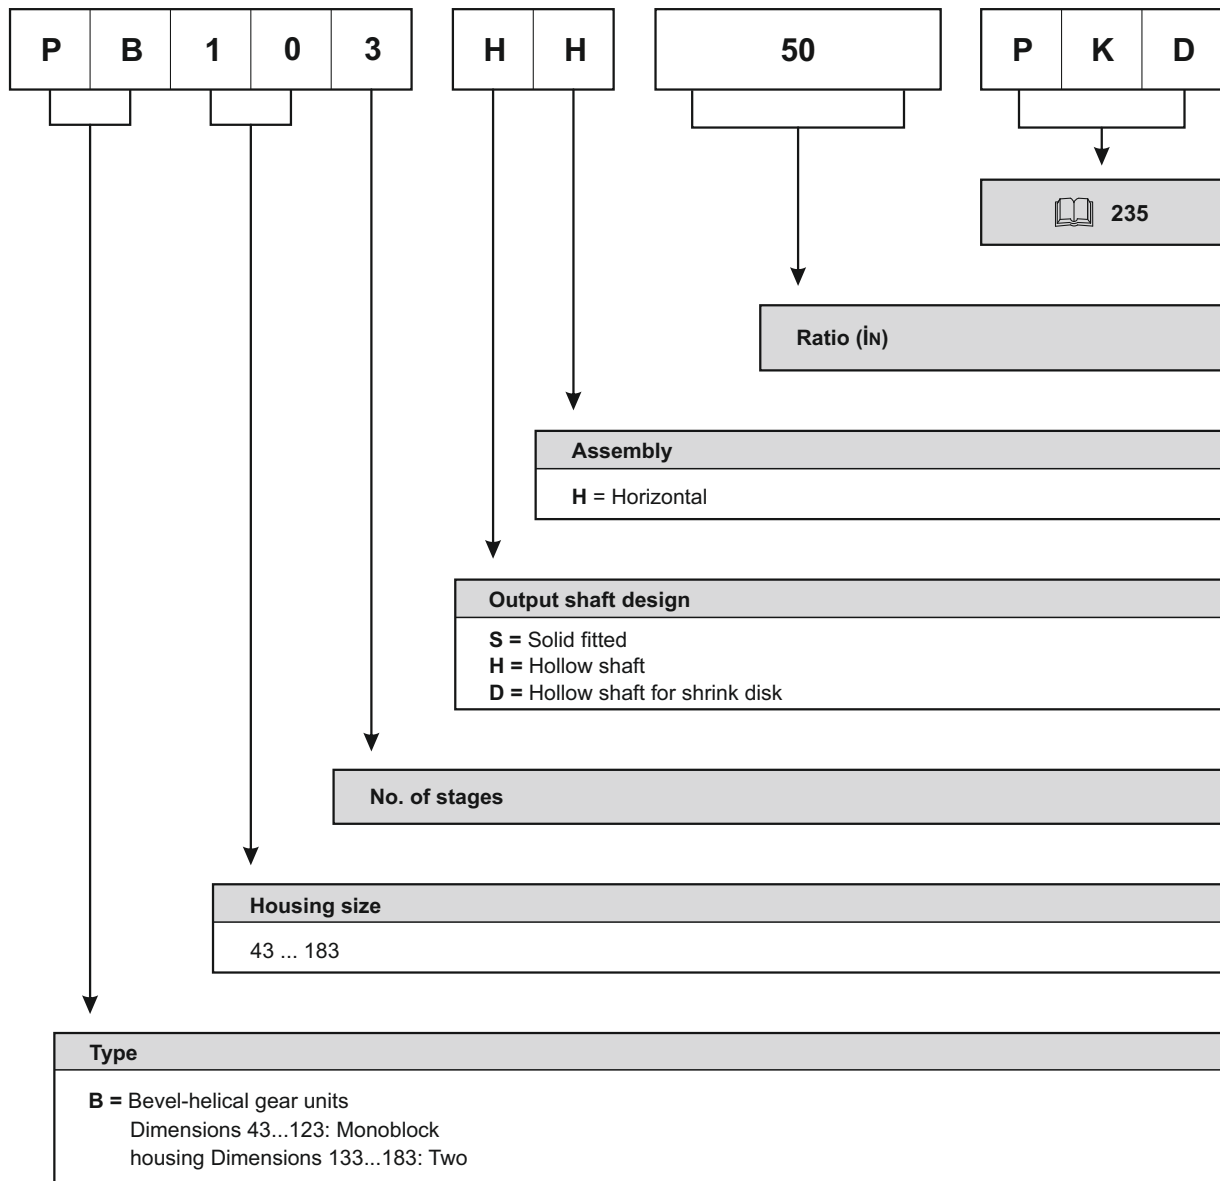 P B 1 0 3 H H 50 P K D
235
Ratio (İN)
Assembly
H = Horizontal
Output shaft design
S = Solid fitted
H = Hollow shaft
D = Hollow shaft for shrink disk
No. of stages
Housing size
43 ... 183
Type
B = Bevel-helical gear units
Dimensions 43...123: Monoblock
housing Dimensions 133...183: Two